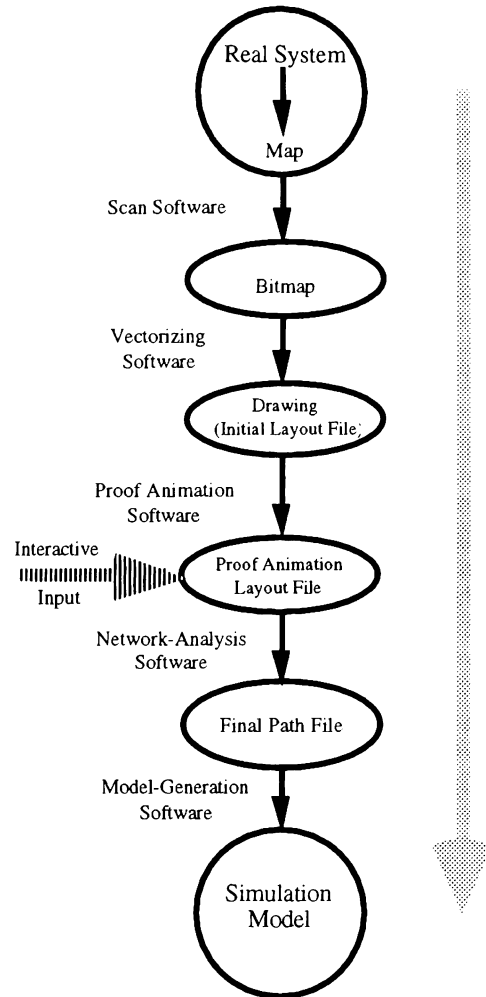 Real System
Map
Scan Software
Bitmap
Vectorizing
Software
Drawing
(Initial Layout File)
Proof Animation
Software
Interactive
Input
Proof Animation
Layout File
Network-Analysis
Software
Final Path File
Model-Generation
Software
Simulation
Model